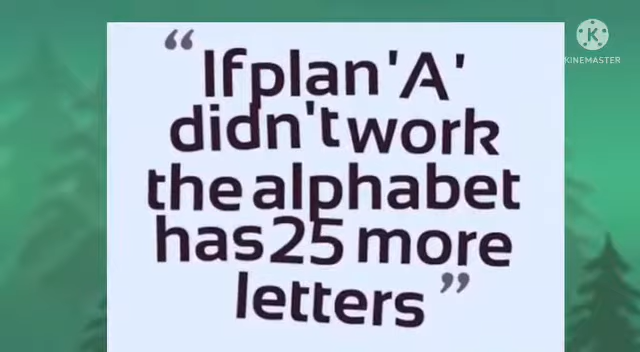 “If plan 'A'
didn't work
the alphabet
has 25 more
letters”
K
KINEMASTER